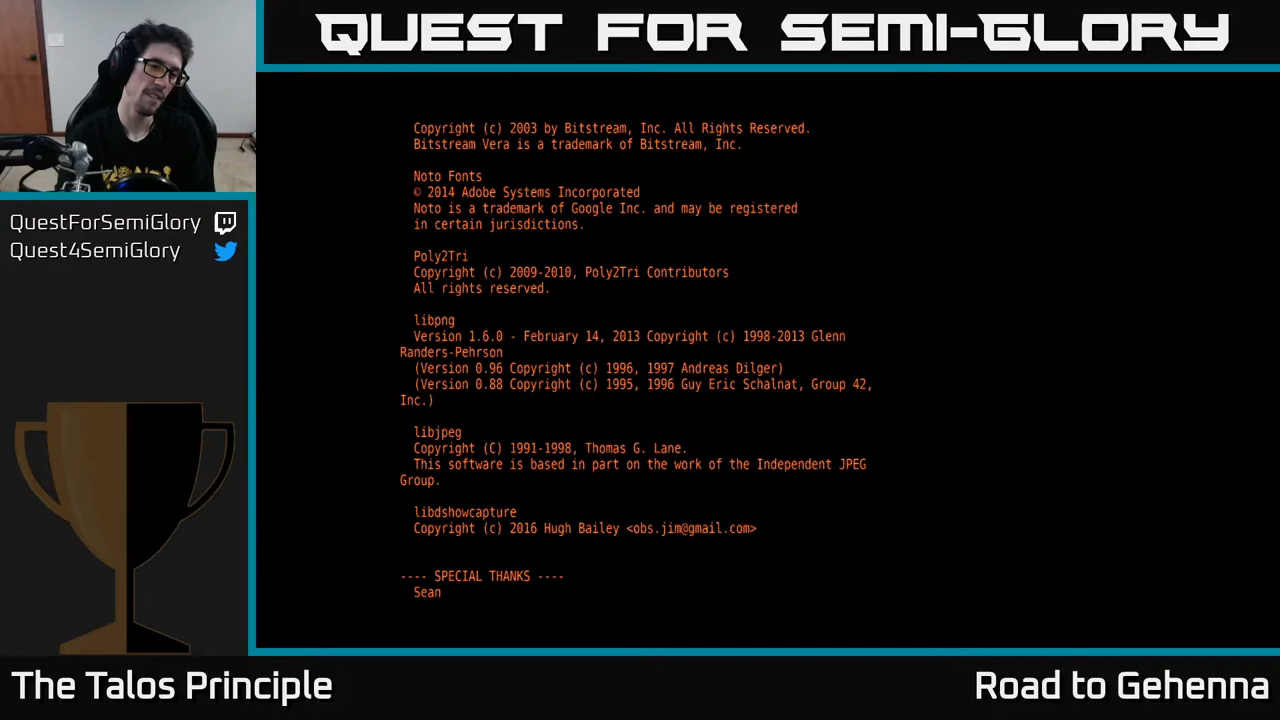 QUEST FOR SEMI-GLORY
QuestForSemiGlory
Quest4SemiGlory
Copyright (c) 2003 by Bitstream, Inc. All Rights Reserved.
Bitstream Vera is a trademark of Bitstream, Inc.
Noto Fonts
© 2014 Adobe Systems Incorporated
Noto is a trademark of Google Inc. and may be registered
in certain jurisdictions.
Poly2Tri
Copyright (c) 2009-2010, Poly2Tri Contributors
All rights reserved.
libpng
Version 1.6.0 - February 14, 2013 Copyright (c) 1998-2013 Glenn
Randers-Pehrson
(Version 0.96 Copyright (c) 1996, 1997 Andreas Dilger)
(Version 0.88 Copyright (c) 1995, 1996 Guy Eric Schalnat, Group 42,
Inc.)
libjpeg
Copyright (C) 1991-1998, Thomas G. Lane.
This software is based in part on the work of the Independent JPEG
Group.
libdshowcapture
Copyright (c) 2016 Hugh Bailey <obs.jim@gmail.com>
---- SPECIAL THANKS ----
Sean
The Talos Principle
Road to Gehenna